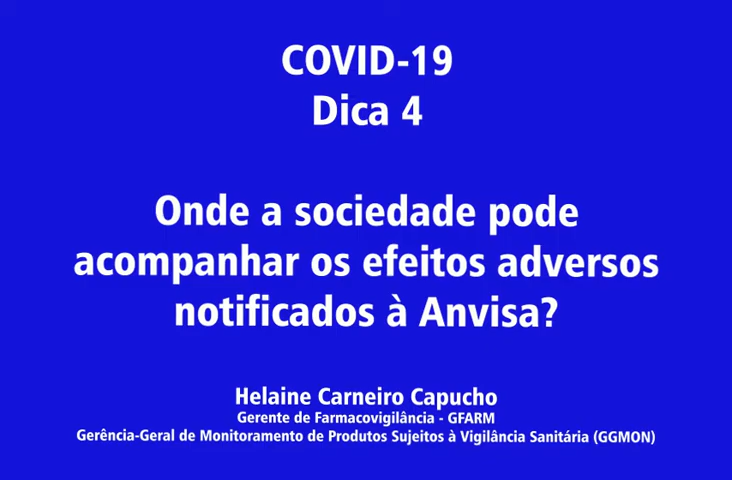 COVID-19
Dica 4
Onde a sociedade pode
acompanhar os efeitos adversos
notificados à Anvisa?
Helaine Carneiro Capucho
Gerente de Farmacovigilância - GFARM
Gerência-Geral de Monitoramento de Produtos Sujeitos à Vigilância Sanitária (GGMON)